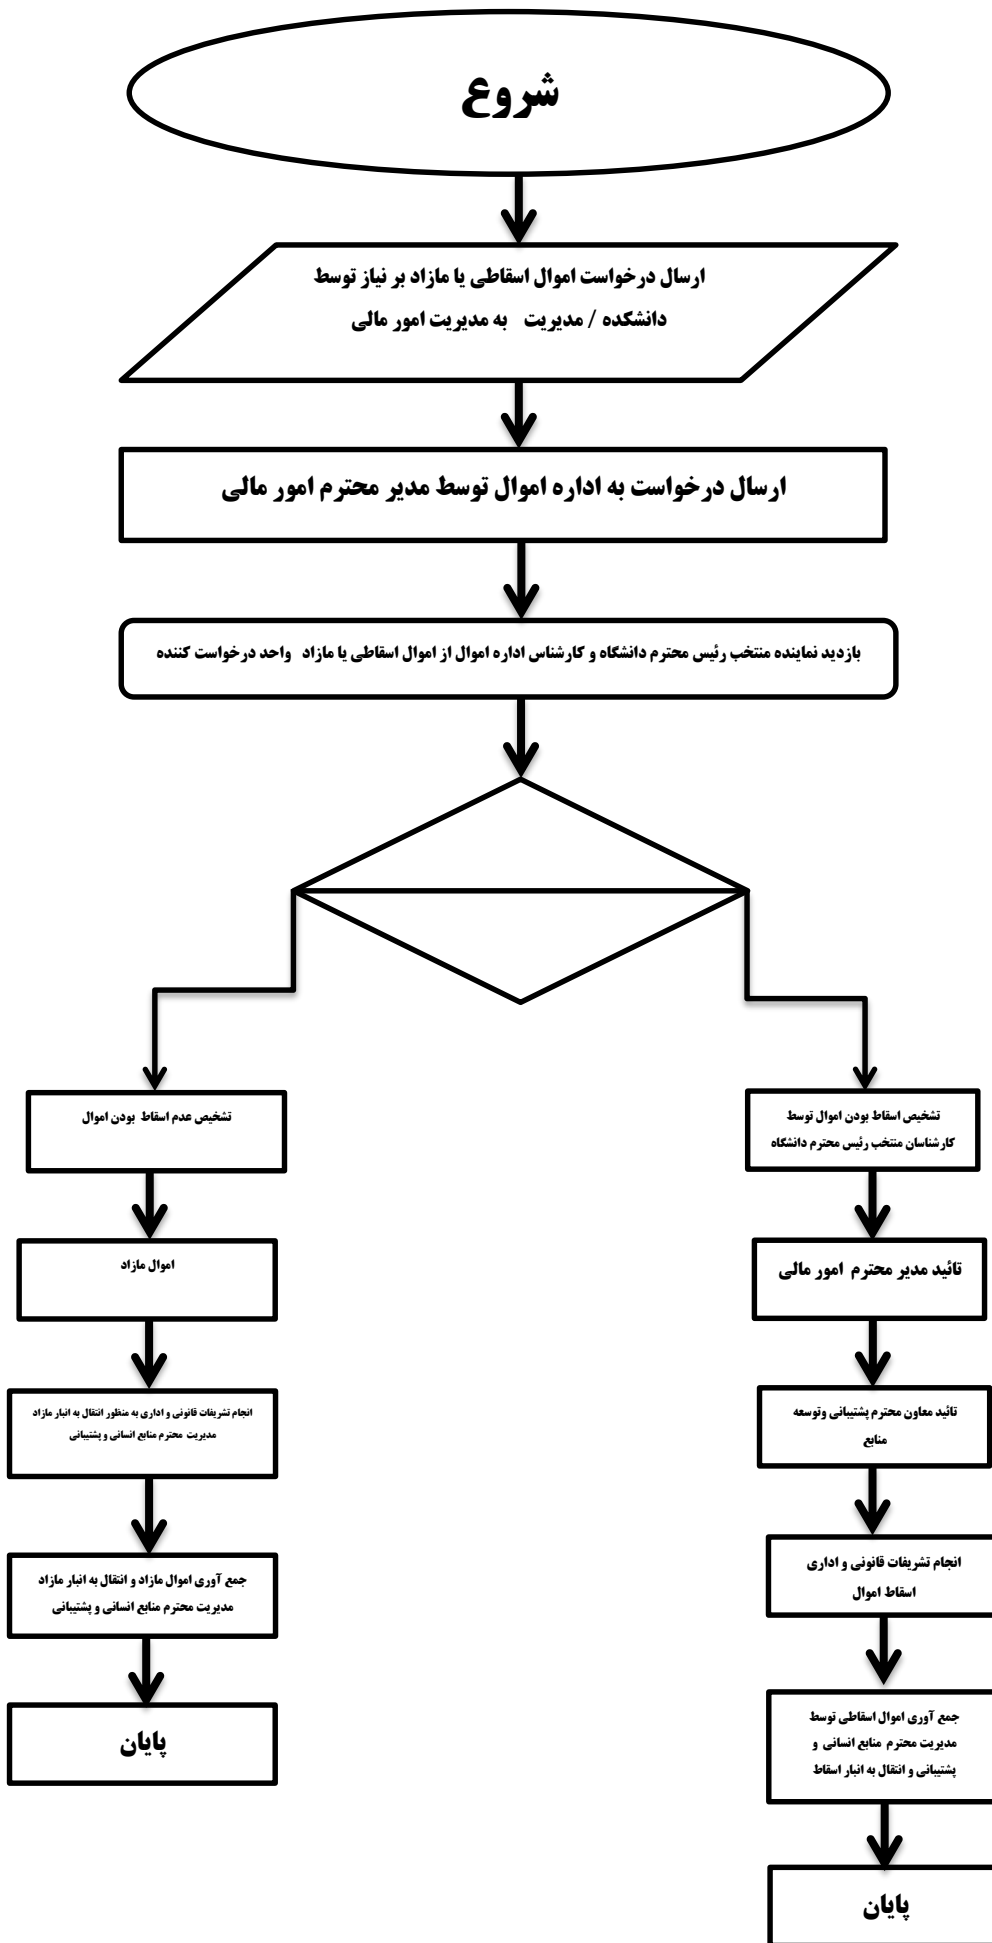 شروع
ارسال درخواست اموال اسقاطی یا مازاد بر نیاز توسط
دانشکده / مدیریت به مدیریت امور مالی
ارسال درخواست به اداره اموال توسط مدیر محترم امور مالی
بازدید نماینده منتخب رئیس محترم دانشگاه و کارشناس اداره اموال از اموال اسقاطی یا مازاد واحد درخواست کننده
تشخیص اسقاط بودن اموال توسط
کارشناسان منتخب رئیس محترم دانشگاه
تائید مدیر محترم امور مالی
تائید معاون محترم پشتیبانی وتوسعه
منابع
انجام تشریفات قانونی و اداری
اسقاط اموال
جمع آوری اموال اسقاطی توسط
مدیریت محترم منابع انسانی و
پشتیبانی و انتقال به انبار اسقاط
پایان
تشخیص عدم اسقاط بودن اموال
اموال مازاد
انجام تشریفات قانونی و اداری به منظور انتقال به انبار مازاد
مدیریت محترم منابع انسانی و پشتیبانی
جمع آوری اموال مازاد و انتقال به انبار مازاد
مدیریت محترم منابع انسانی و پشتیبانی
پایان